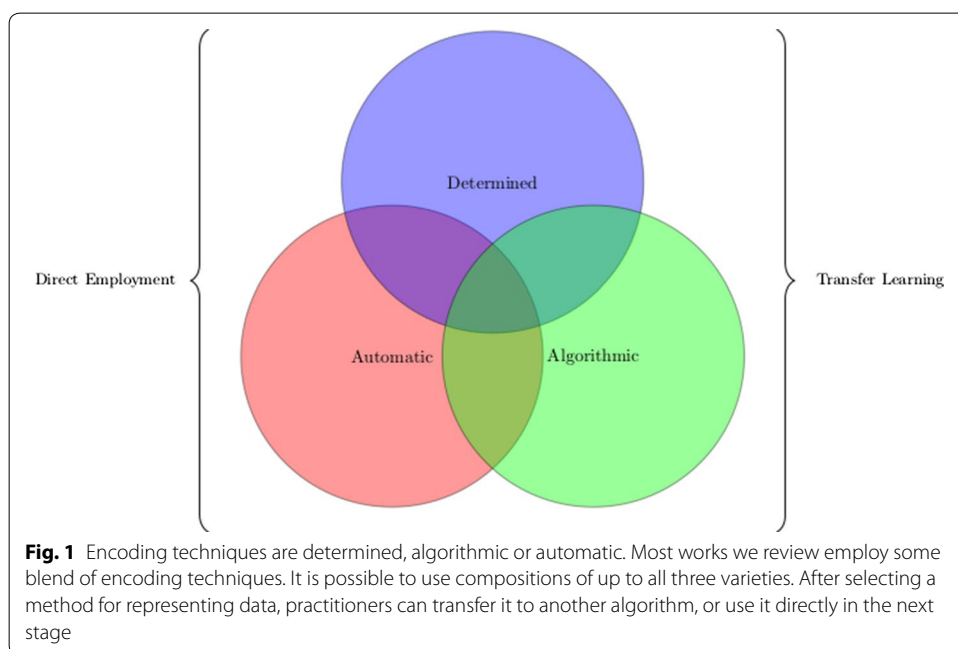 Determined
Direct Employment
Transfer Learning
Automatic
Algorithmic
Fig. 1 Encoding techniques are determined, algorithmic or automatic. Most works we review employ some
blend of encoding techniques. It is possible to use compositions of up to all three varieties. After selecting a
method for representing data, practitioners can transfer it to another algorithm, or use it directly in the next
stage